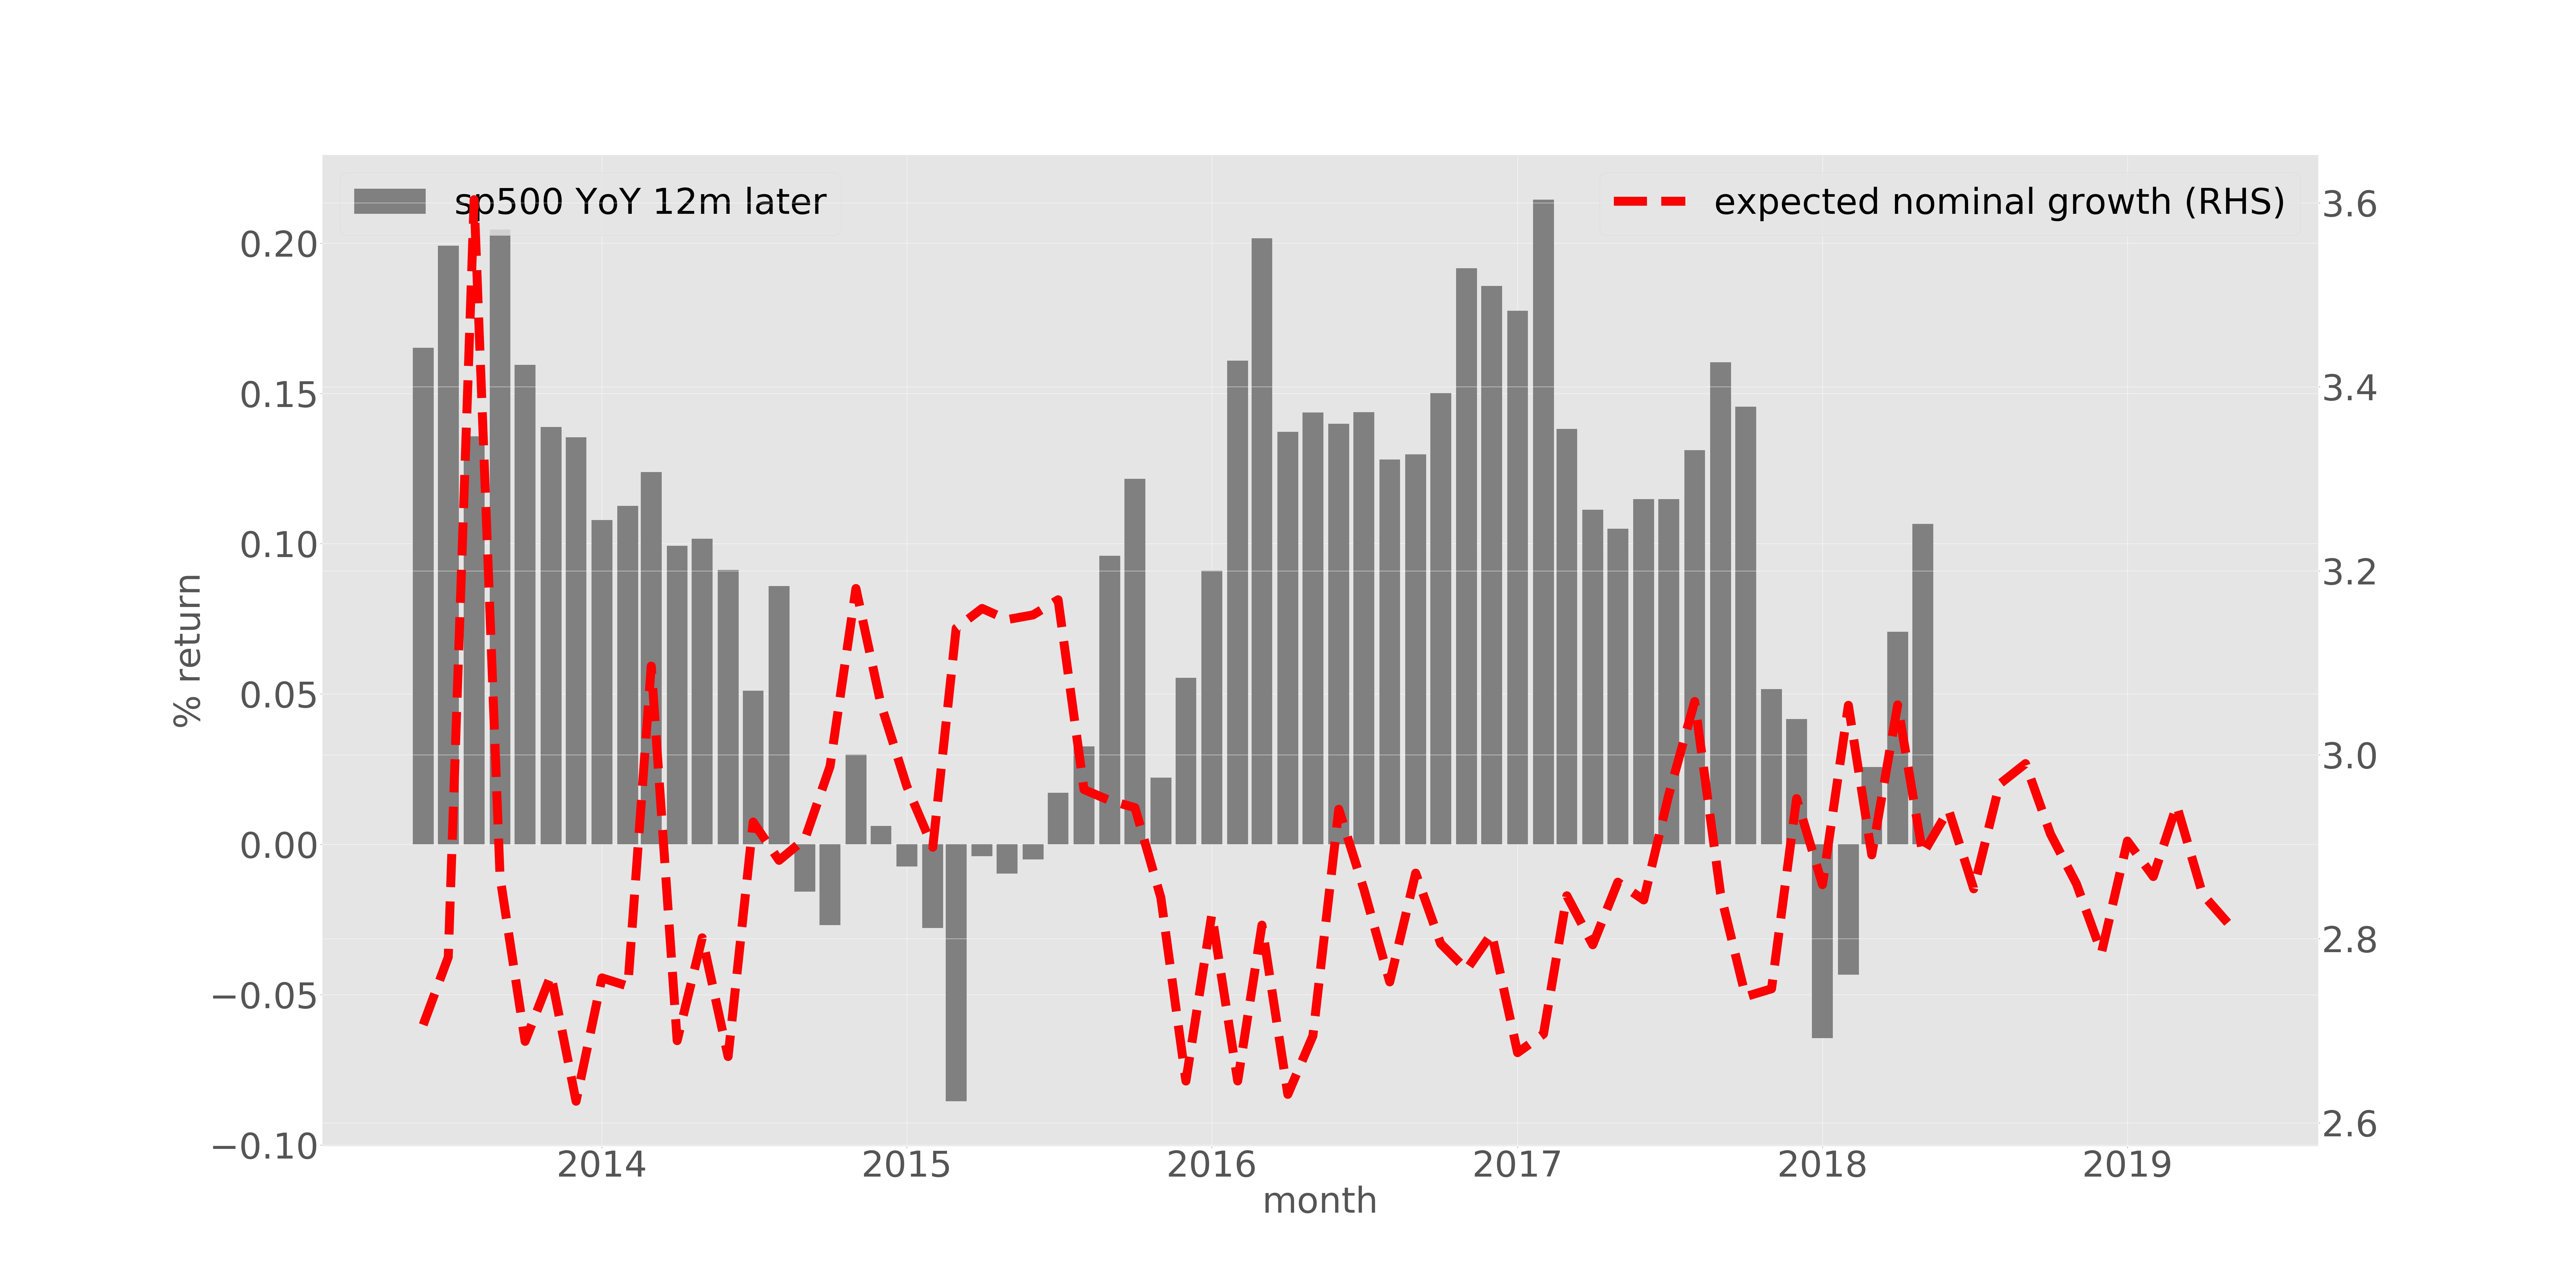 sp500 YoY 12m later
expected nominal growth (RHS)
0.20
0.15
0.10
0.05
0.00
−0.05
−0.10
% return
3.6
3.4
3.2
3.0
2.8
2.6
2014 2015 2016 2017 2018 2019
month